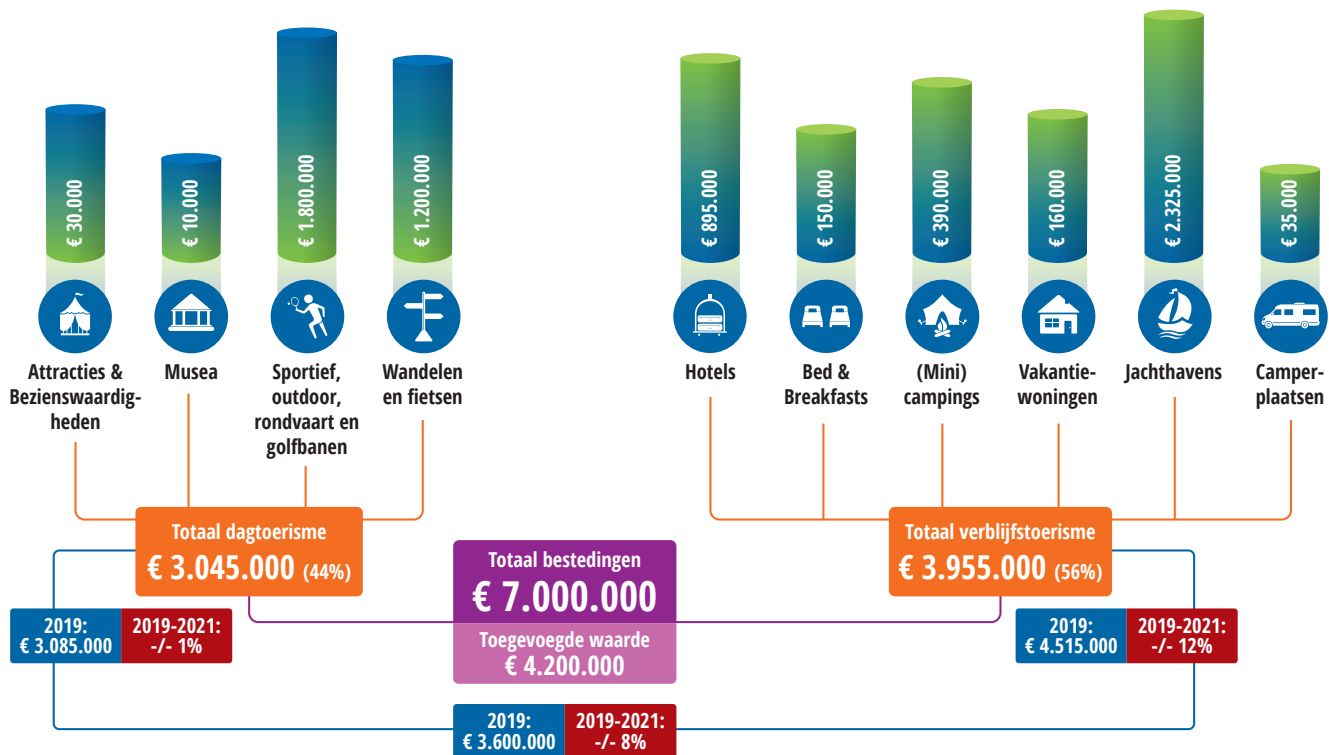 € 30.000
€ 10.000
€ 1.800.000
€ 1.200.000
€ 895.000
€ 150.000
€ 390.000
€ 160.000
€ 2.325.000
€ 35.000
Attracties &
Bezienswaardig-
heden
Musea
Sportief,
outdoor,
rondvaart en
golfbanen
Wandelen
en fietsen
Hotels
Bed &
Breakfasts
(Mini)
campings
Vakantie-
woningen
Jachthavens
Camper-
plaatsen
Totaal dagtoerisme
€ 3.045.000 (44%)
Totaal verblijfstoerisme
€ 3.955.000 (56%)
Totaal bestedingen
€ 7.000.000
Toegevoegde waarde
€ 4.200.000
2019:
€ 3.085.000
2019-2021:
-/- 1%
2019:
€ 4.515.000
2019-2021:
-/- 12%
2019:
€ 3.600.000
2019-2021:
-/- 8%